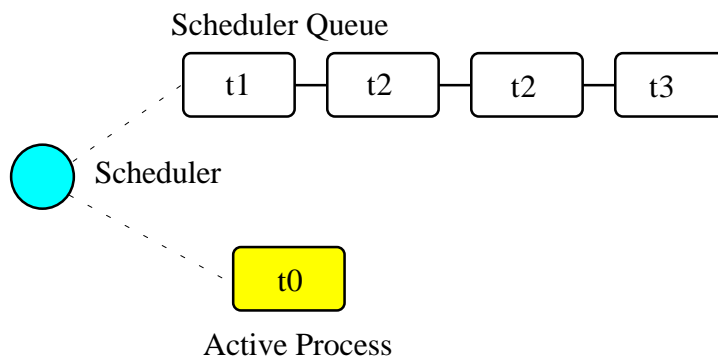 Scheduler Queue
t1 t2 t2 t3
Scheduler
t0
Active Process